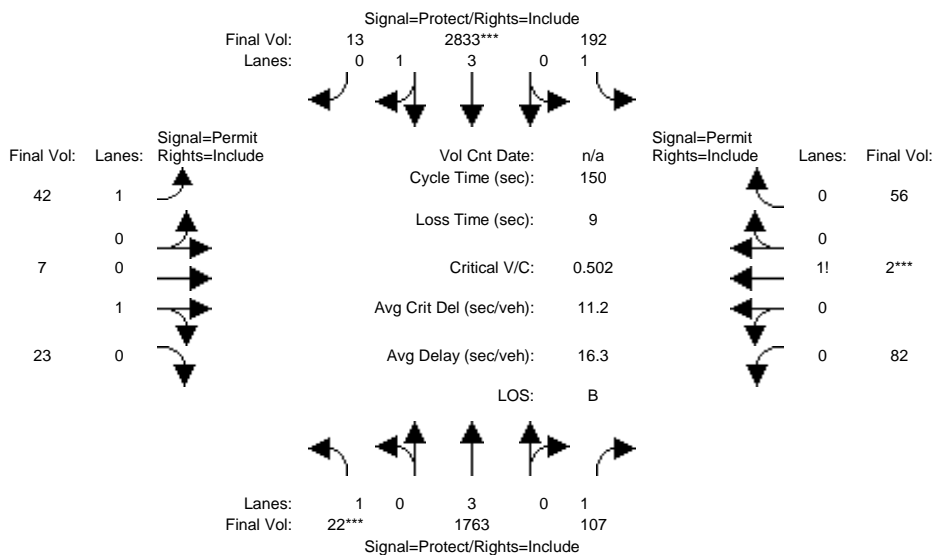 Signal=Protect/Rights=Include
Final Vol: 13 2833*** 192
Lanes: 0 1 3 0 1
Signal=Permit Signal=Permit
Final Vol: Lanes: Rights=Include Vol Cnt Date: n/a Rights=Include Lanes: Final Vol:
Cycle Time (sec): 150
42 1 0 56
Loss Time (sec): 9
0 0
7 0 Critical V/C: 0.502 1! 2***
1 Avg Crit Del (sec/veh): 11.2 0
23 0 Avg Delay (sec/veh): 16.3 0 82
LOS: B
Lanes: 1 0 3 0 1
Final Vol: 22*** 1763 107
Signal=Protect/Rights=Include